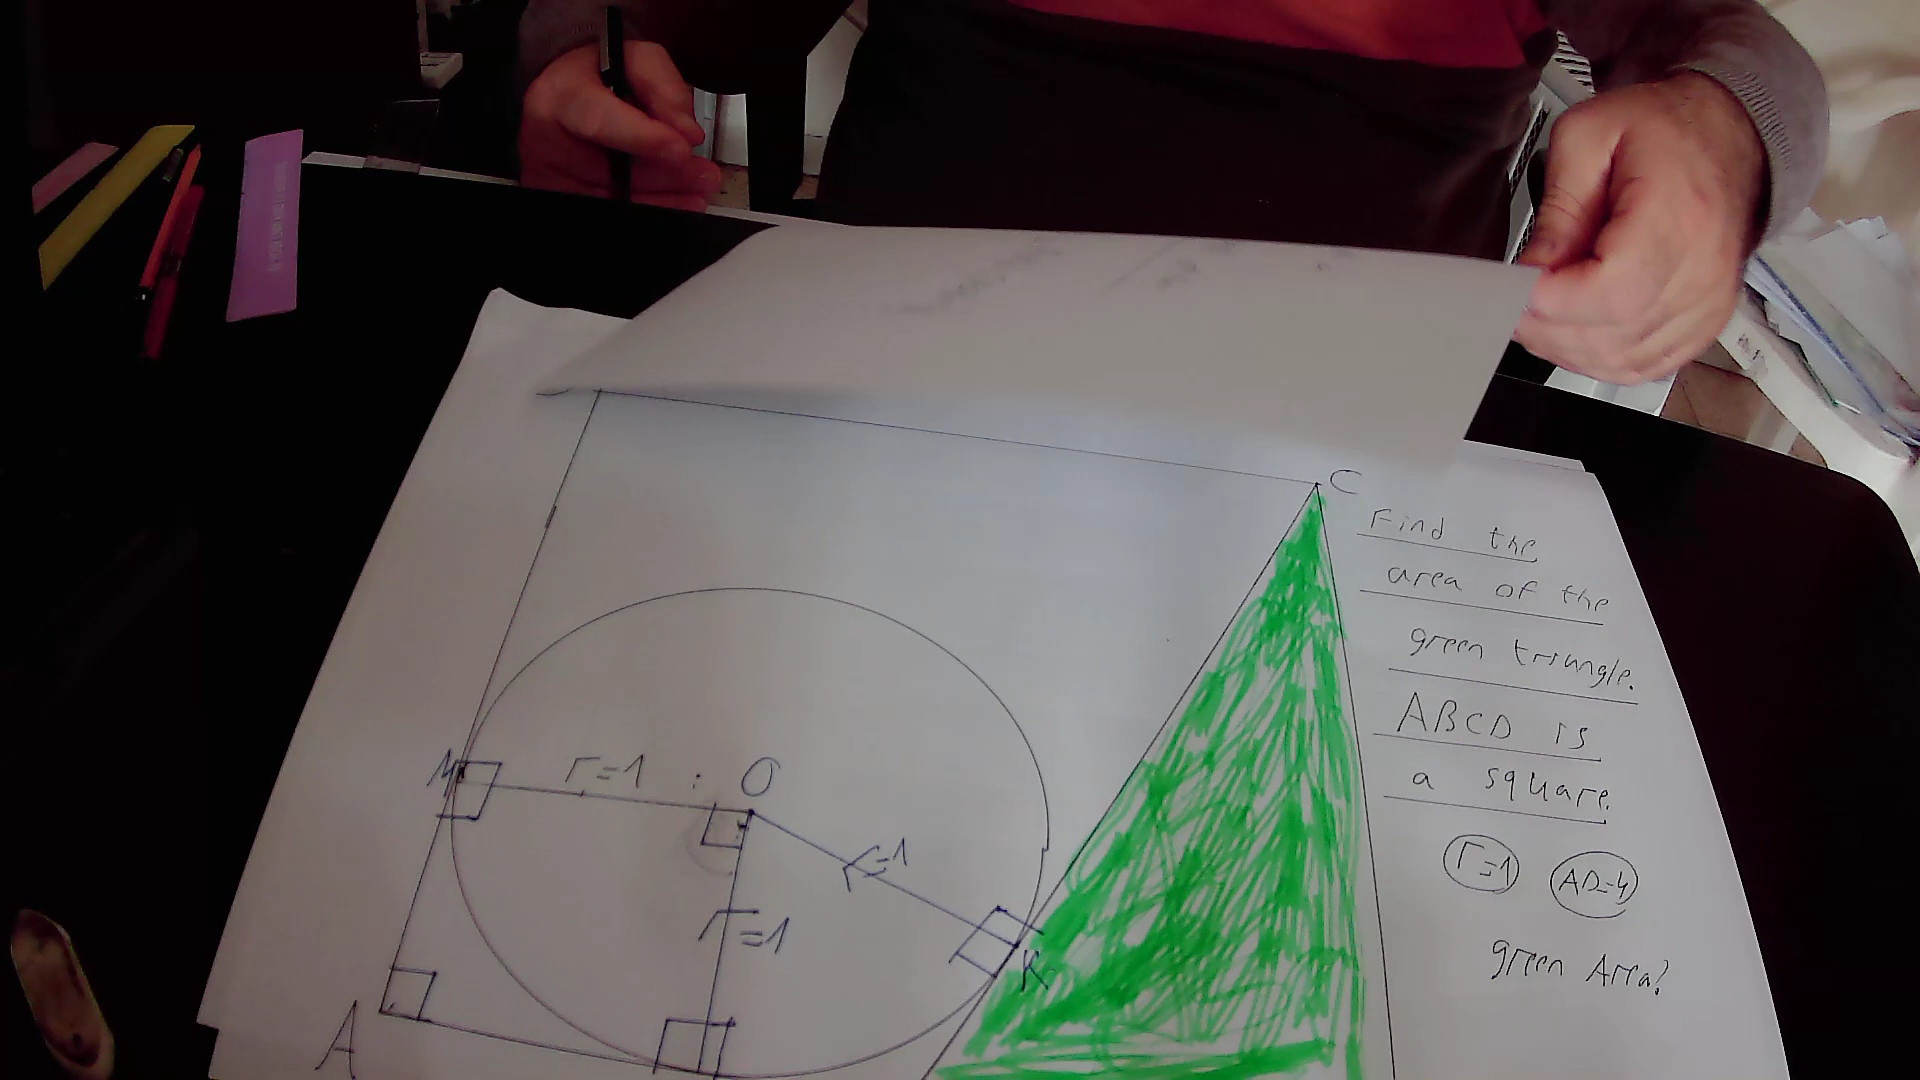 C
Find the
area of the
green triangle.
ABCD is
a square.
r=1 AD=4
green Area?
M r=1 O
r=1
r=1
K
A